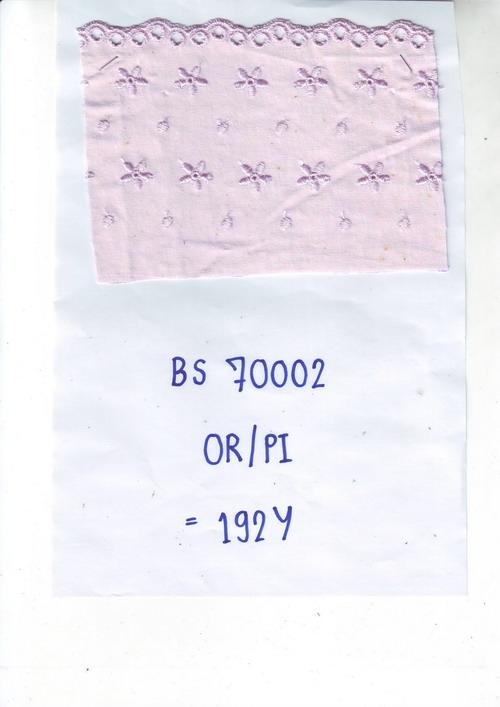 BS 70002
OR/PI
= 192Y